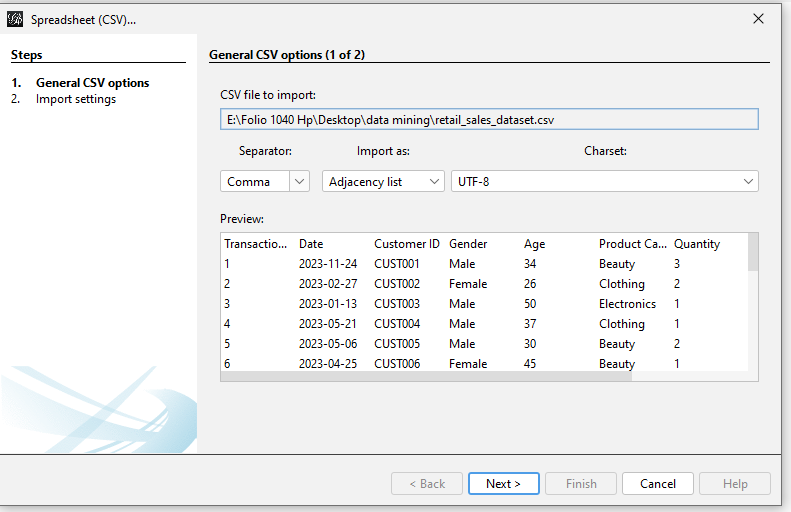 Spreadsheet (CSV)...
Steps
1. General CSV options
2. Import settings
General CSV options (1 of 2)
CSV file to import:
E:\Folio 1040 Hp\Desktop\data mining\retail_sales_dataset.csv
Separator: Import as: Charset:
Comma Adjacency list UTF-8
Preview:
Transactio... Date Customer ID Gender Age Product Ca... Quantity
1 2023-11-24 CUST001 Male 34 Beauty 3
2 2023-02-27 CUST002 Female 26 Clothing 2
3 2023-01-13 CUST003 Male 50 Electronics 1
4 2023-05-21 CUST004 Male 37 Clothing 1
5 2023-05-06 CUST005 Male 30 Beauty 2
6 2023-04-25 CUST006 Female 45 Beauty 1
< Back Next > Finish Cancel Help